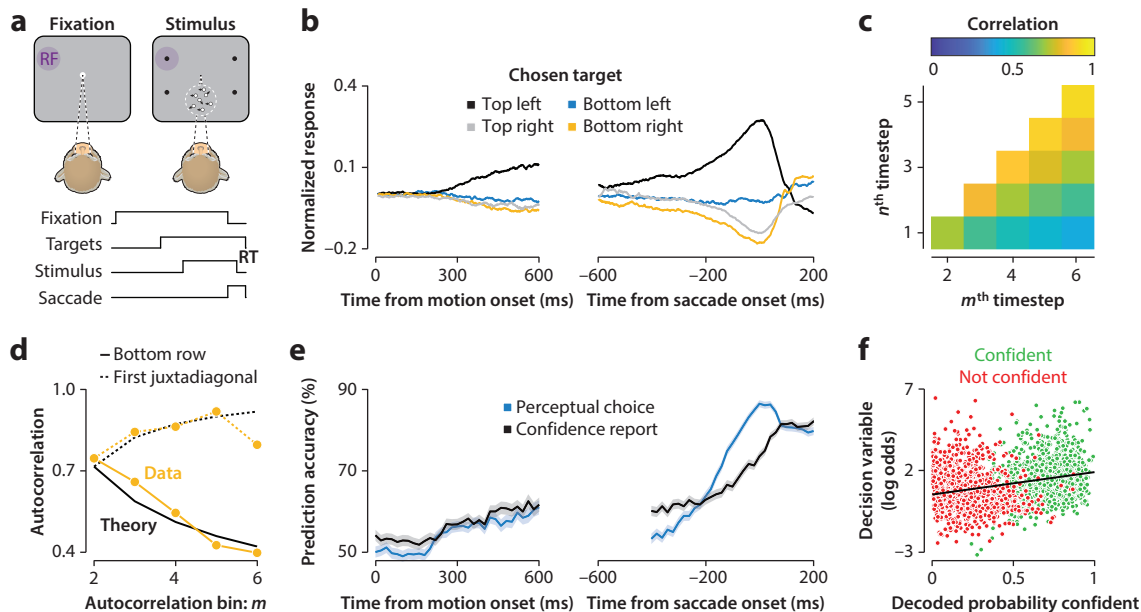 a
Fixation
Stimulus
RF
Fixation
Targets
RT
Stimulus
Saccade
b
Chosen target
Top left
Bottom left
Top right
Bottom right
Normalized response
0.4
0.1
−0.2
0
300
600
Time from motion onset (ms)
−600
−200
200
Time from saccade onset (ms)
c
Correlation
0
0.5
1
nth timestep
5
3
1
2
4
6
mth timestep
d
Bottom row
First juxtadiagonal
Autocorrelation
1.0
0.7
0.4
Data
Theory
2
4
6
Autocorrelation bin: m
e
Prediction accuracy (%)
90
70
50
Perceptual choice
Confidence report
0
300
600
Time from motion onset (ms)
−600
−200
200
Time from saccade onset (ms)
f
Confident
Not confident
Decision variable
(log odds)
7
2
−3
0
0.5
1
Decoded probability confident